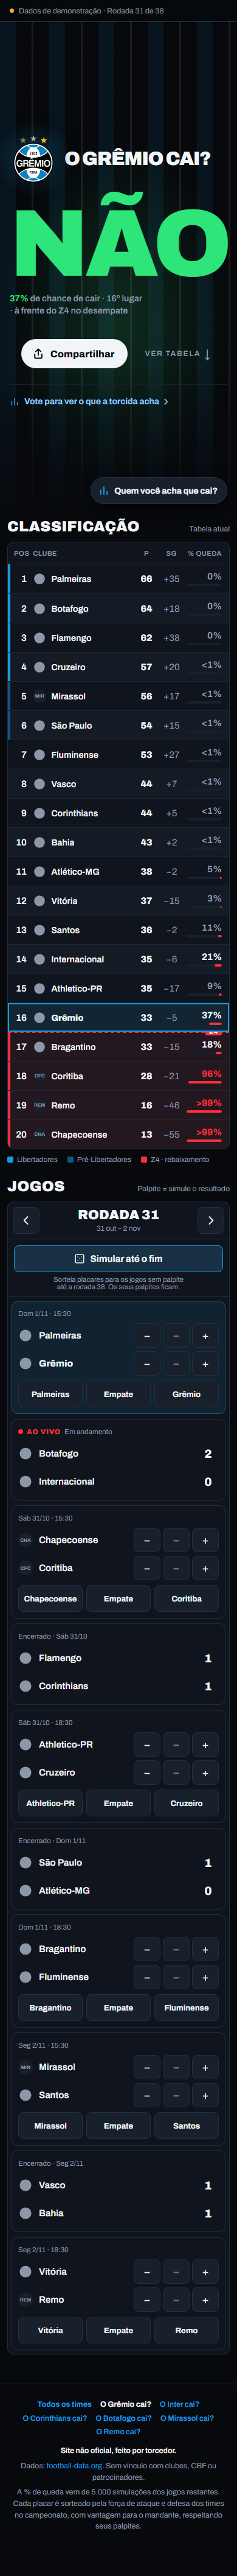 Dados de demonstração · Rodada 31 de 38
GRÊMIO
O GRÊMIO CAI?
NÃO
37% de chance de cair · 16º lugar
· à frente do Z4 no desempate
Compartilhar
VER TABELA
Vote para ver o que a torcida acha
Quem você acha que cai?
CLASSIFICAÇÃO
Tabela atual
POS CLUBE P SG % QUEDA
1 Palmeiras 66 +35 0%
2 Botafogo 64 +18 0%
3 Flamengo 62 +38 0%
4 Cruzeiro 57 +20 <1%
5 MIR Mirassol 56 +17 <1%
6 São Paulo 54 +15 <1%
7 Fluminense 53 +27 <1%
8 Vasco 44 +7 <1%
9 Corinthians 44 +5 <1%
10 Bahia 43 +2 <1%
11 Atlético-MG 38 −2 5%
12 Vitória 37 −15 3%
13 Santos 36 −2 11%
14 Internacional 35 −6 21%
15 Athletico-PR 35 −17 9%
16 Grêmio 33 −5 37%
17 Bragantino 33 −15 18%
18 CFC Coritiba 28 −21 96%
19 REM Remo 16 −46 >99%
20 CHA Chapecoense 13 −55 >99%
Libertadores Pré-Libertadores Z4 · rebaixamento
JOGOS
Palpite = simule o resultado
RODADA 31
31 out – 2 nov
Simular até o fim
Sorteia placares para os jogos sem palpite
até a rodada 38. Os seus palpites ficam.
Dom 1/11 · 15:30
Palmeiras − – +
Grêmio − – +
Palmeiras Empate Grêmio
AO VIVO Em andamento
Botafogo 2
Internacional 0
Sáb 31/10 · 15:30
CHA Chapecoense − – +
CFC Coritiba − – +
Chapecoense Empate Coritiba
Encerrado · Sáb 31/10
Flamengo 1
Corinthians 1
Sáb 31/10 · 18:30
Athletico-PR − – +
Cruzeiro − – +
Athletico-PR Empate Cruzeiro
Encerrado · Dom 1/11
São Paulo 1
Atlético-MG 0
Dom 1/11 · 18:30
Bragantino − – +
Fluminense − – +
Bragantino Empate Fluminense
Seg 2/11 · 15:30
MIR Mirassol − – +
Santos − – +
Mirassol Empate Santos
Encerrado · Seg 2/11
Vasco 1
Bahia 1
Seg 2/11 · 18:30
Vitória − – +
REM Remo − – +
Vitória Empate Remo
Todos os times O Grêmio cai? O Inter cai?
O Corinthians cai? O Botafogo cai? O Mirassol cai?
O Remo cai?
Site não oficial, feito por torcedor.
Dados: football-data.org. Sem vínculo com clubes, CBF ou
patrocinadores.
A % de queda vem de 5.000 simulações dos jogos restantes.
Cada placar é sorteado pela força de ataque e defesa dos times
no campeonato, com vantagem para o mandante, respeitando
seus palpites.